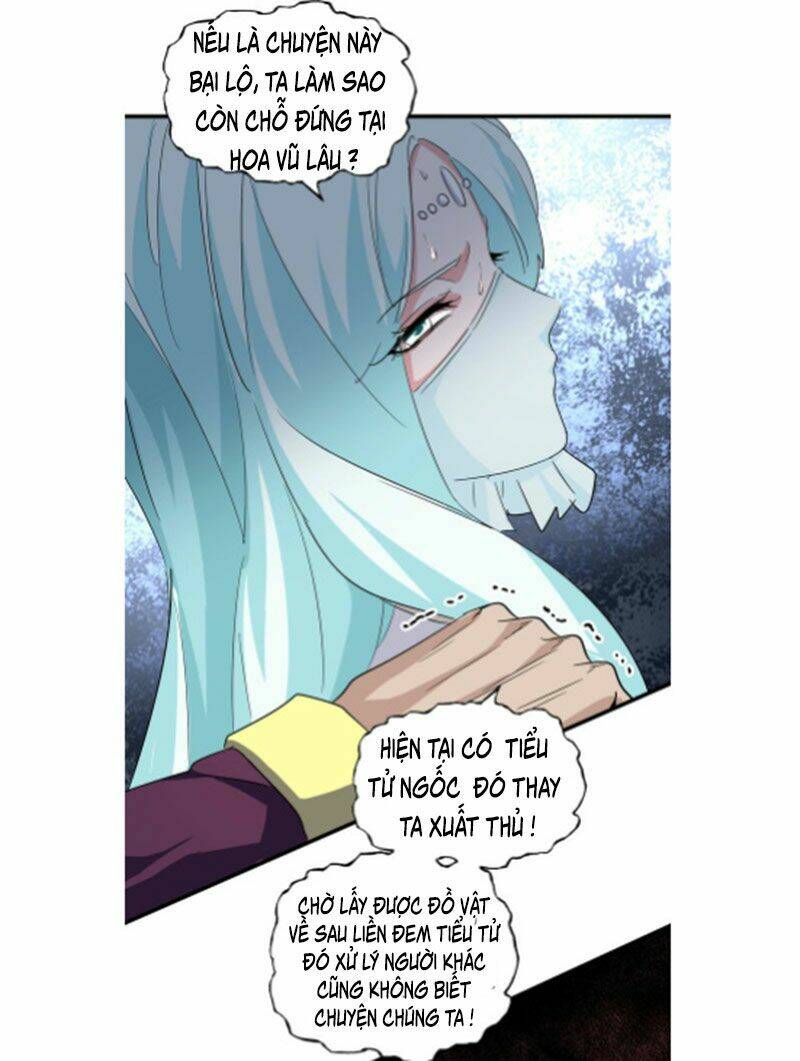 NẾU LÀ CHUYỆN NÀY
BẠI LỘ, TA LÀM SAO
CÒN CHỖ ĐỨNG TẠI
HOA VŨ LÂU ?
HIỆN TẠI CÓ TIỂU
TỬ NGỐC ĐÓ THAY
TA XUẤT THỦ !
CHỜ LẤY ĐƯỢC ĐỒ VẬT
VỀ SAU LIỀN ĐEM TIỂU TỬ
ĐÓ XỬ LÝ NGƯỜI KHÁC
CŨNG KHÔNG BIẾT
CHUYỆN CHÚNG TA !